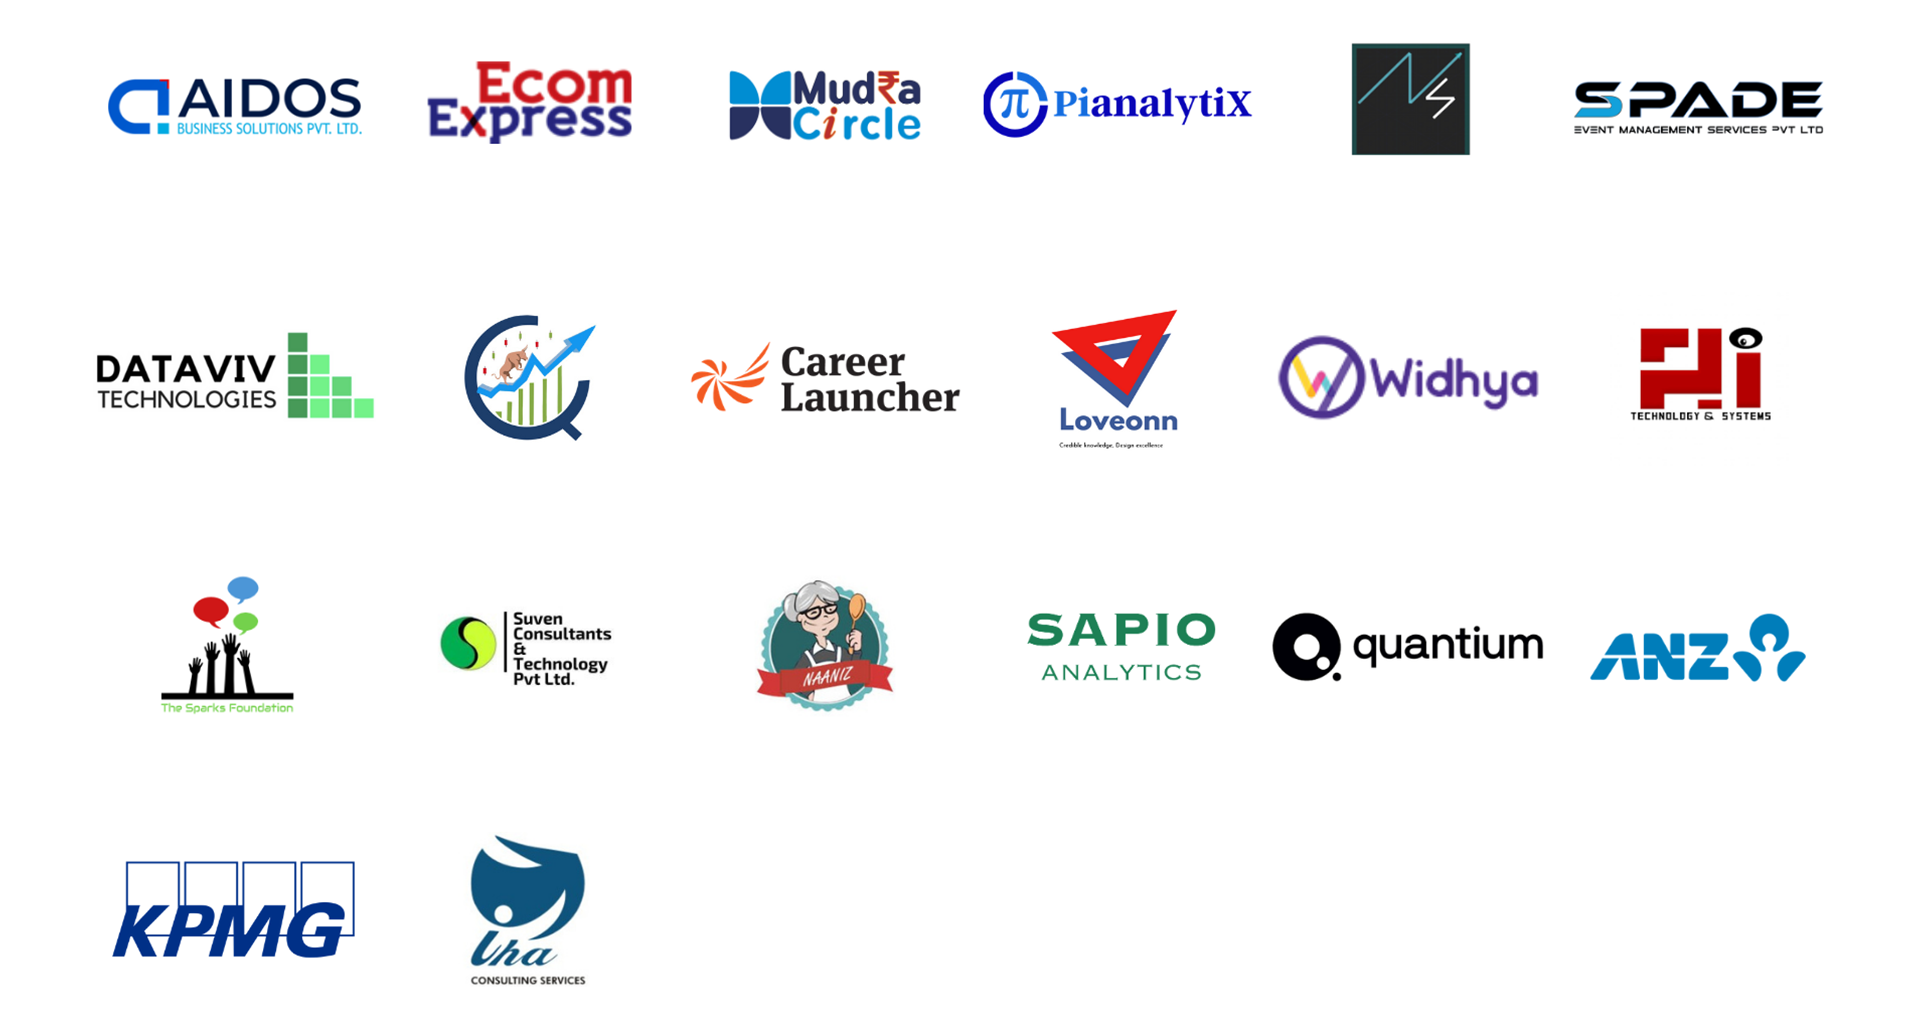 AIDOS
BUSINESS SOLUTIONS PVT. LTD.
Ecom
Express
Mud₹a
Circle
π PianalytiX
NS
SPADE
EVENT MANAGEMENT SERVICES PVT LTD
DATAVIV
TECHNOLOGIES
Career
Launcher
Loveonn
Credible knowledge, Design excellence
W Widhya
TECHNOLOGY & SYSTEMS
The Sparks Foundation
Suven
Consultants
&
Technology
Pvt Ltd.
NAANIZ
SAPIO
ANALYTICS
quantium
ANZ
KPMG
CONSULTING SERVICES